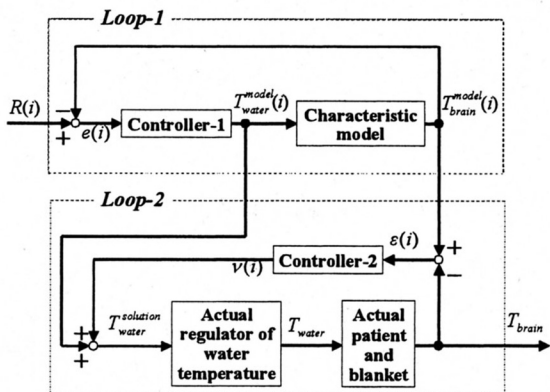 Loop-1
R(i)
−
+
e(i)
Controller-1
T_water^model(i)
Characteristic
model
T_brain^model(i)
Loop-2
ν(i)
Controller-2
ε(i)
+
−
+
+
T_water^solution
Actual
regulator of
water
temperature
T_water
Actual
patient
and
blanket
T_brain